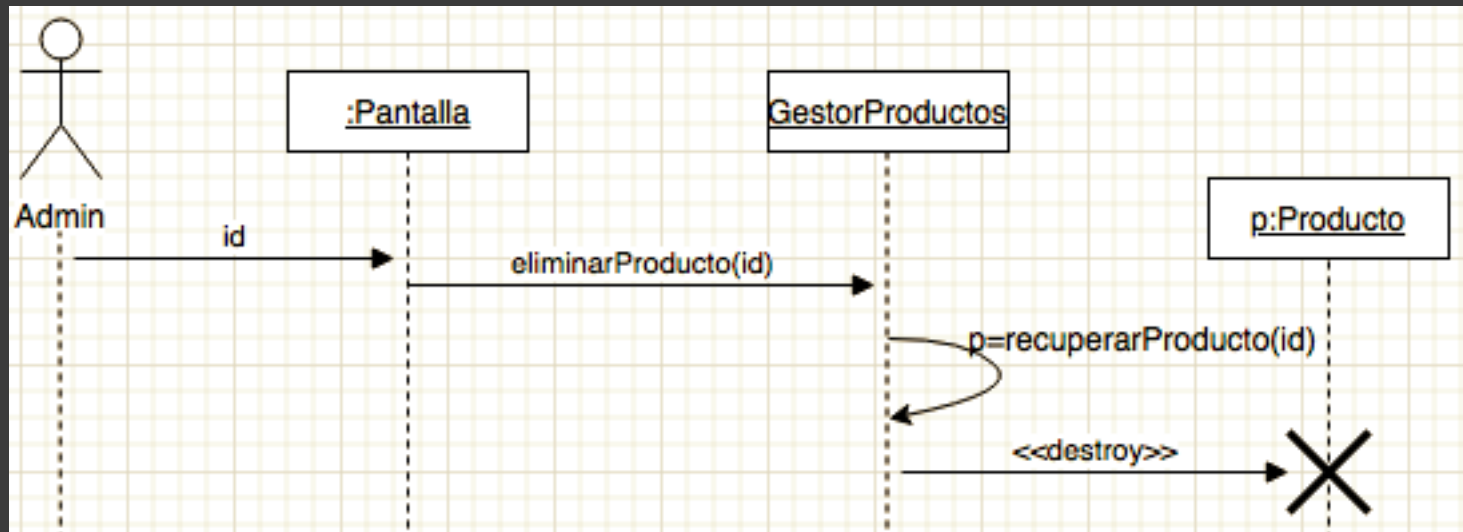 :Pantalla
GestorProductos
Admin
p:Producto
id
eliminarProducto(id)
p=recuperarProducto(id)
<<destroy>>